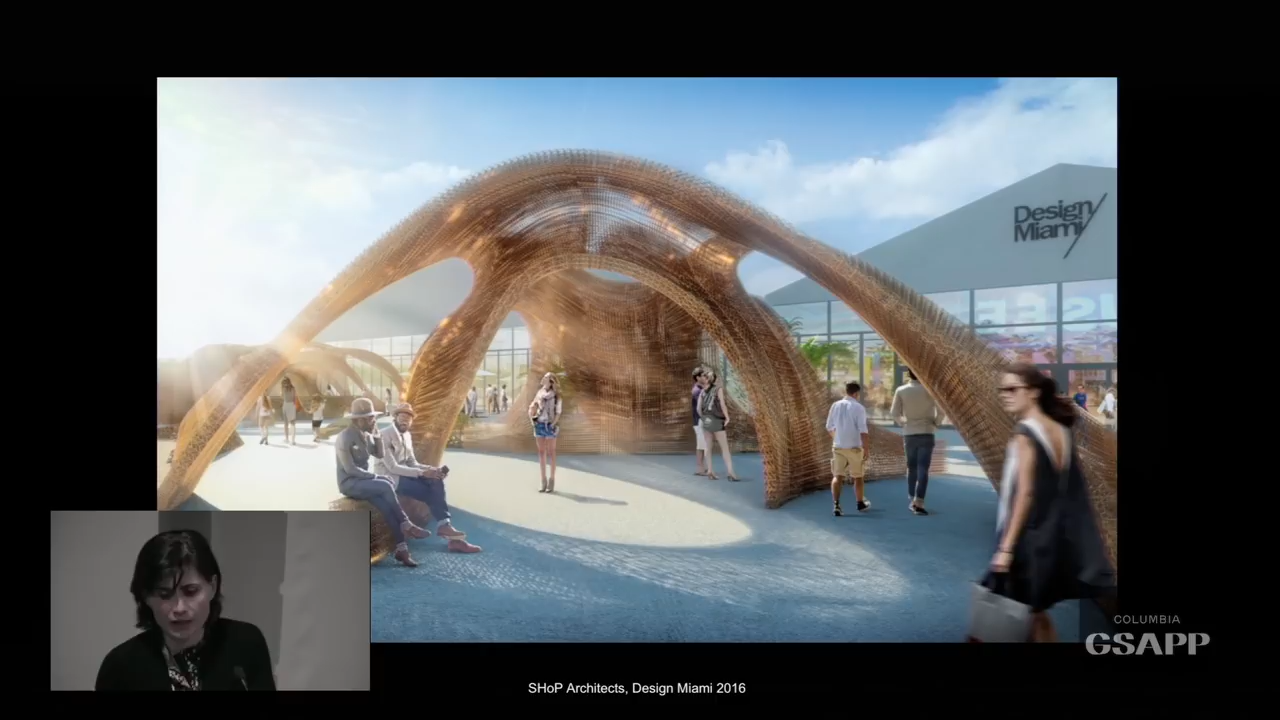 Design/
Miami
COLUMBIA
GSAPP
SHoP Architects, Design Miami 2016